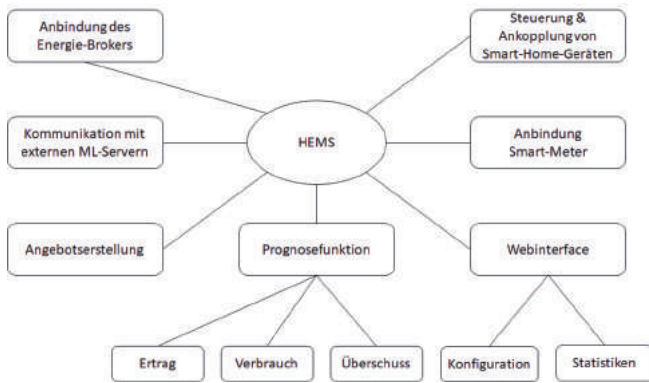 Anbindung des
Energie-Brokers
Steuerung &
Ankopplung von
Smart-Home-Geräten
Kommunikation mit
externen ML-Servern
HEMS
Anbindung
Smart-Meter
Angebotserstellung
Prognosefunktion
Webinterface
Ertrag
Verbrauch
Überschuss
Konfiguration
Statistiken